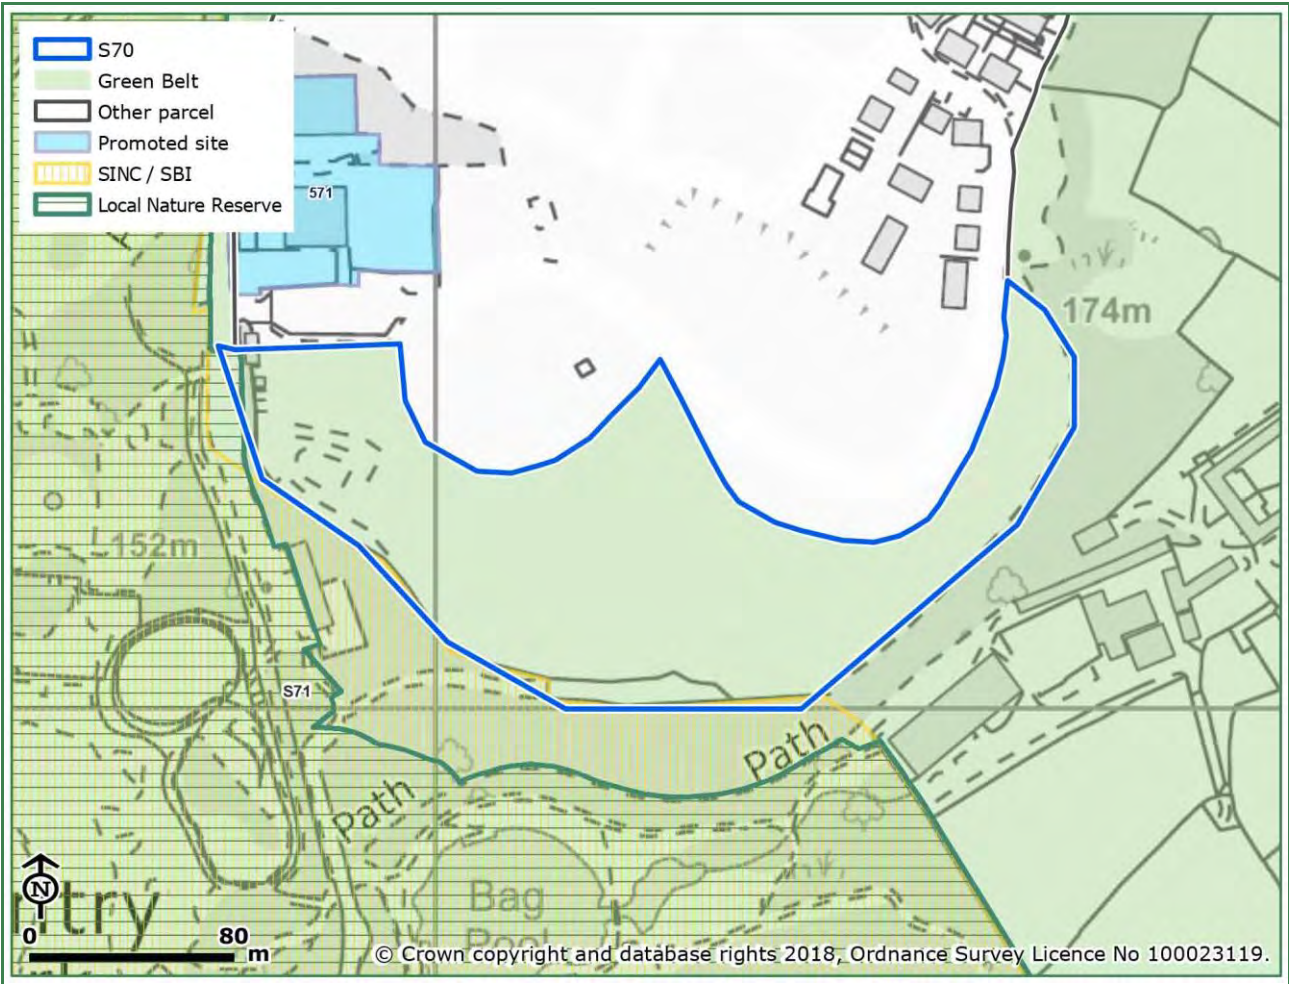 S70
Green Belt
Other parcel
Promoted site
SINC / SBI
Local Nature Reserve
571
174m
152m
S71
Path
Path
Bag
Pool
ntry
N
0 80
m
© Crown copyright and database rights 2018, Ordnance Survey Licence No 100023119.